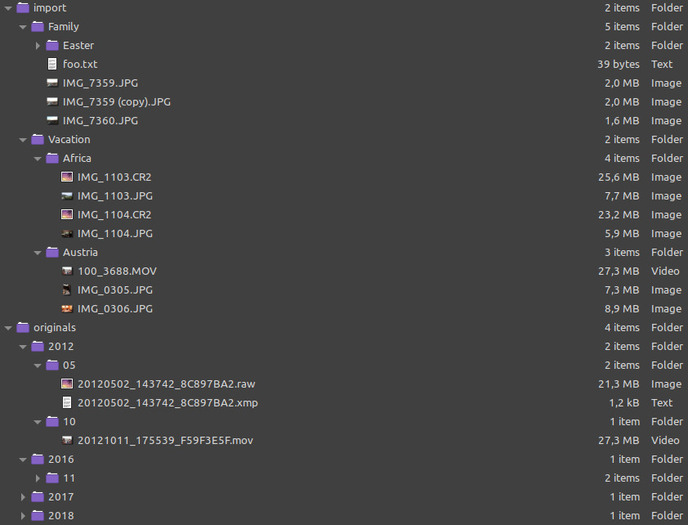 import 2 items Folder
Family 5 items Folder
Easter 2 items Folder
foo.txt 39 bytes Text
IMG_7359.JPG 2,0 MB Image
IMG_7359 (copy).JPG 2,0 MB Image
IMG_7360.JPG 1,6 MB Image
Vacation 2 items Folder
Africa 4 items Folder
IMG_1103.CR2 25,6 MB Image
IMG_1103.JPG 7,7 MB Image
IMG_1104.CR2 23,2 MB Image
IMG_1104.JPG 5,9 MB Image
Austria 3 items Folder
100_3688.MOV 27,3 MB Video
IMG_0305.JPG 7,3 MB Image
IMG_0306.JPG 8,9 MB Image
originals 4 items Folder
2012 2 items Folder
05 2 items Folder
20120502_143742_8C897BA2.raw 21,3 MB Image
20120502_143742_8C897BA2.xmp 1,2 kB Text
10 1 item Folder
20121011_175539_F59F3E5F.mov 27,3 MB Video
2016 1 item Folder
11 2 items Folder
2017 1 item Folder
2018 1 item Folder